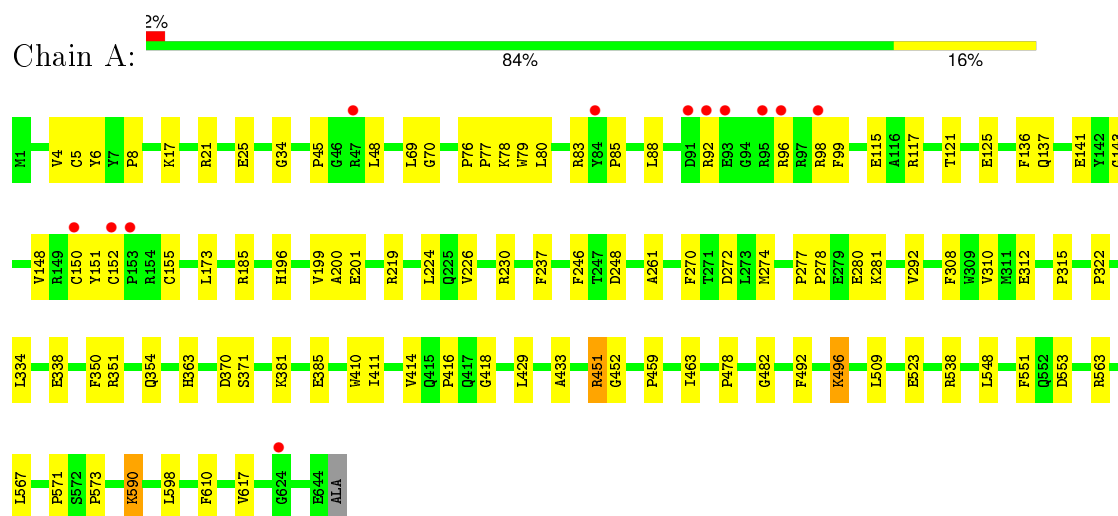 2%
Chain A:
84% 16%
M1 V4 C5 Y6 Y7 P8 K17 R21 E25 G34 P45 G46 R47 L48 L69 G70 P76 P77 K78 W79 L80 R83 Y84 P85 L88 D91 R92 E93 G94 R95 R96 R97 R98 F99 E115 A116 R117 T121 E125 F136 Q137 E141 Y142 G143
V148 R149 C150 Y151 C152 P153 R154 C155 L173 R185 H196 V199 A200 E201 R219 L224 Q225 V226 R230 F237 F246 T247 D248 A261 F270 T271 D272 L273 M274 P277 P278 E279 E280 K281 V292 F308 W309 V310 M311 E312 P315 P322
L334 E338 F350 R351 Q354 H363 D370 S371 K381 E385 W410 I411 V414 Q415 P416 Q417 G418 L429 A433 R451 G452 P459 I463 P478 G482 F492 K496 L509 E523 R538 L548 F551 Q552 D553 R563
L567 P571 S572 P573 K590 L598 F610 V617 G624 E644 ALA